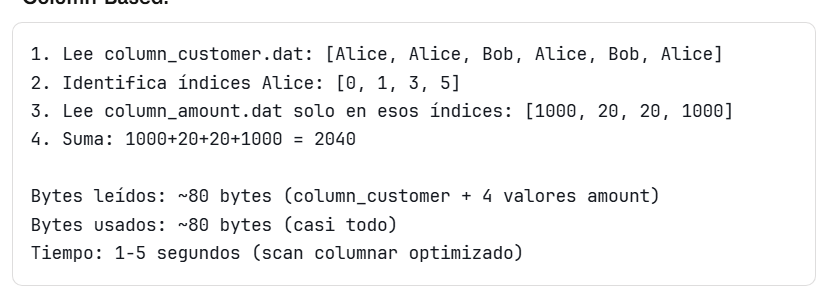 Column-Based:
1. Lee column_customer.dat: [Alice, Alice, Bob, Alice, Bob, Alice]
2. Identifica índices Alice: [0, 1, 3, 5]
3. Lee column_amount.dat solo en esos índices: [1000, 20, 20, 1000]
4. Suma: 1000+20+20+1000 = 2040
Bytes leídos: ~80 bytes (column_customer + 4 valores amount)
Bytes usados: ~80 bytes (casi todo)
Tiempo: 1-5 segundos (scan columnar optimizado)